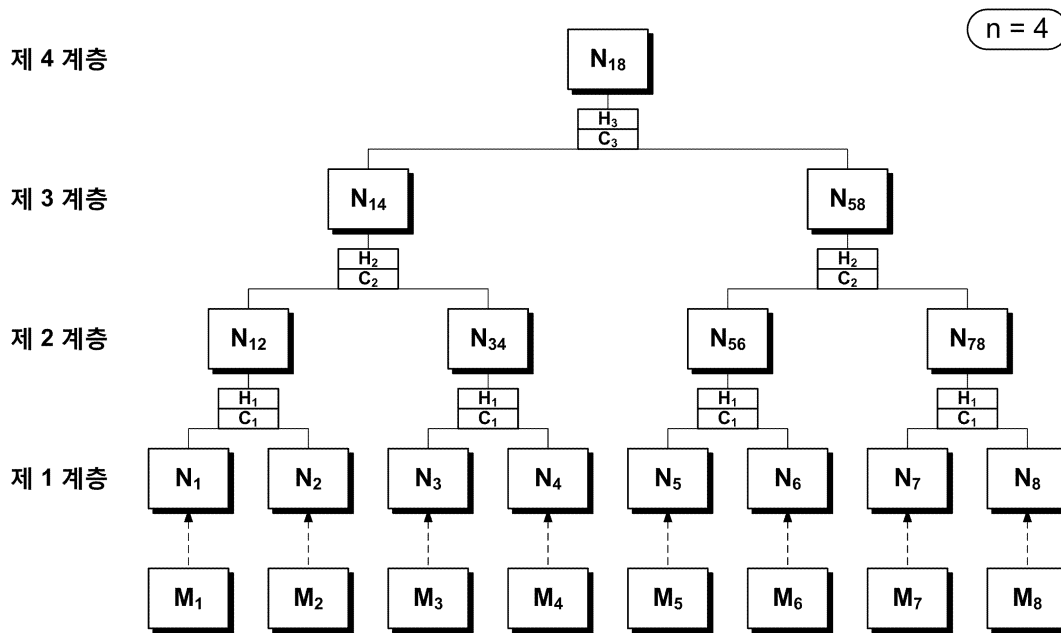 n = 4
제 4 계층
N₁₈
H₃
C₃
제 3 계층
N₁₄ N₅₈
H₂ H₂
C₂ C₂
제 2 계층
N₁₂ N₃₄ N₅₆ N₇₈
H₁ H₁ H₁ H₁
C₁ C₁ C₁ C₁
제 1 계층
N₁ N₂ N₃ N₄ N₅ N₆ N₇ N₈
M₁ M₂ M₃ M₄ M₅ M₆ M₇ M₈